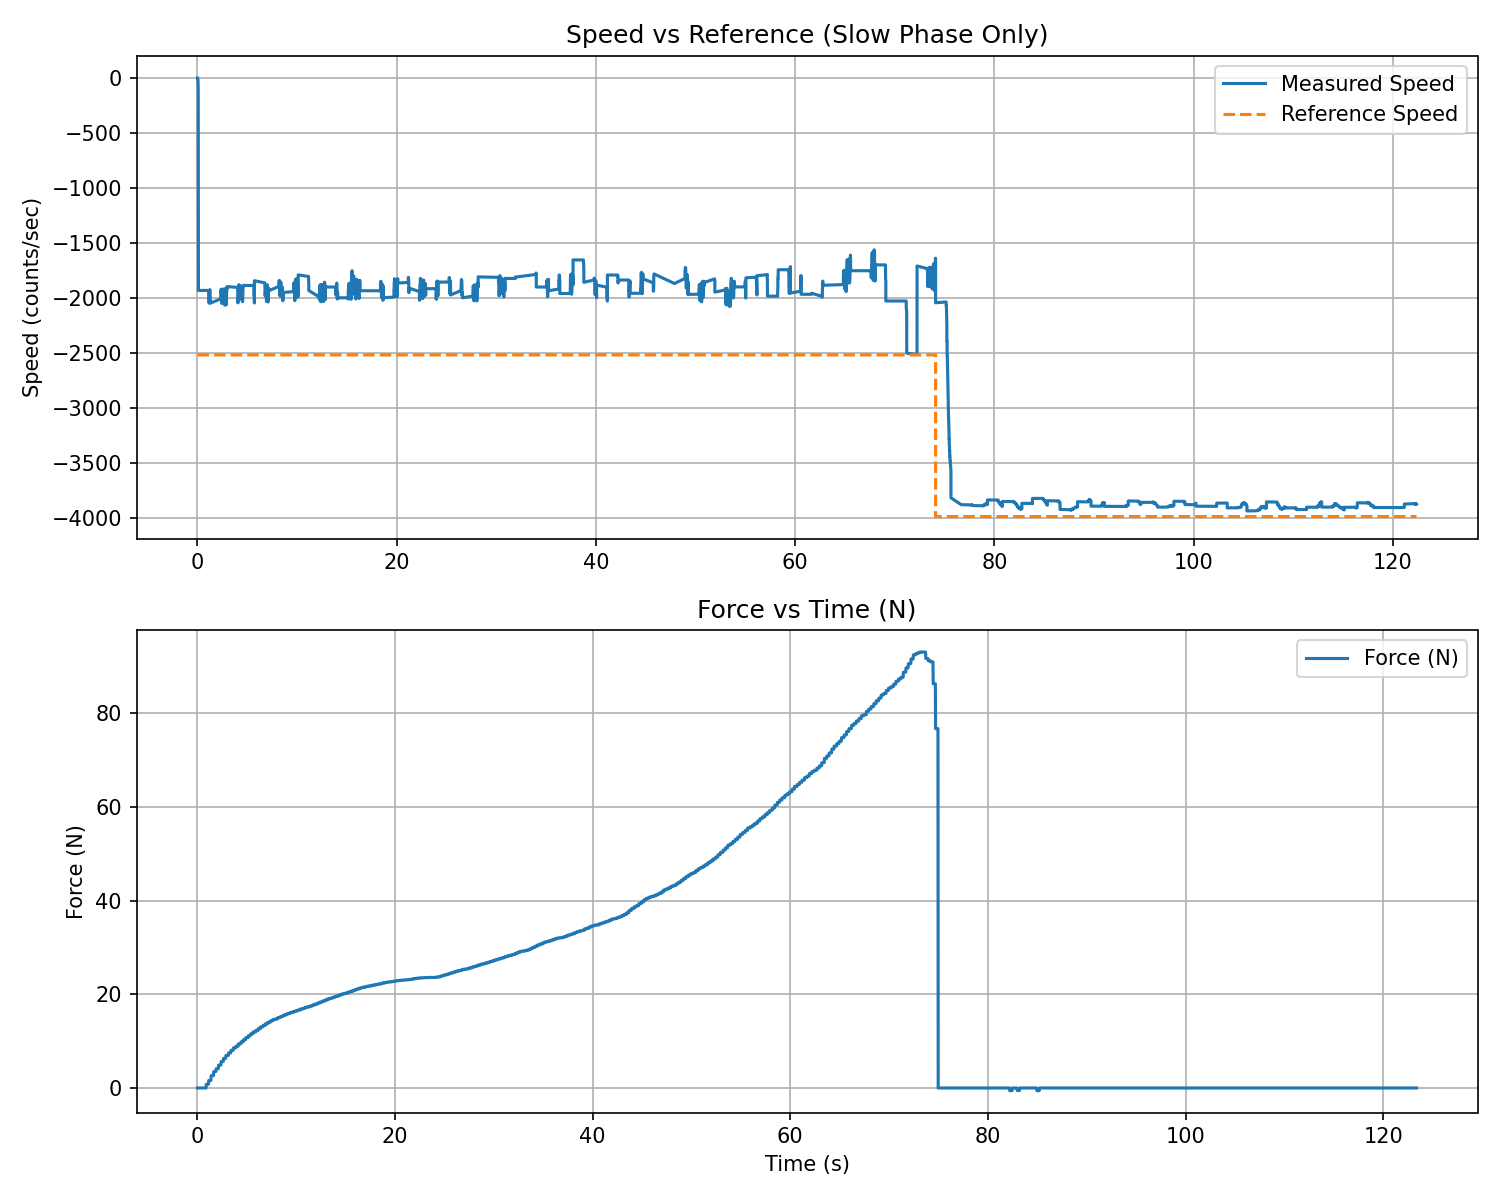 Speed vs Reference (Slow Phase Only)
Speed (counts/sec)
0
−500
−1000
−1500
−2000
−2500
−3000
−3500
−4000
Measured Speed
Reference Speed
0 20 40 60 80 100 120
Force vs Time (N)
Force (N)
80
60
40
20
0
Force (N)
0 20 40 60 80 100 120
Time (s)